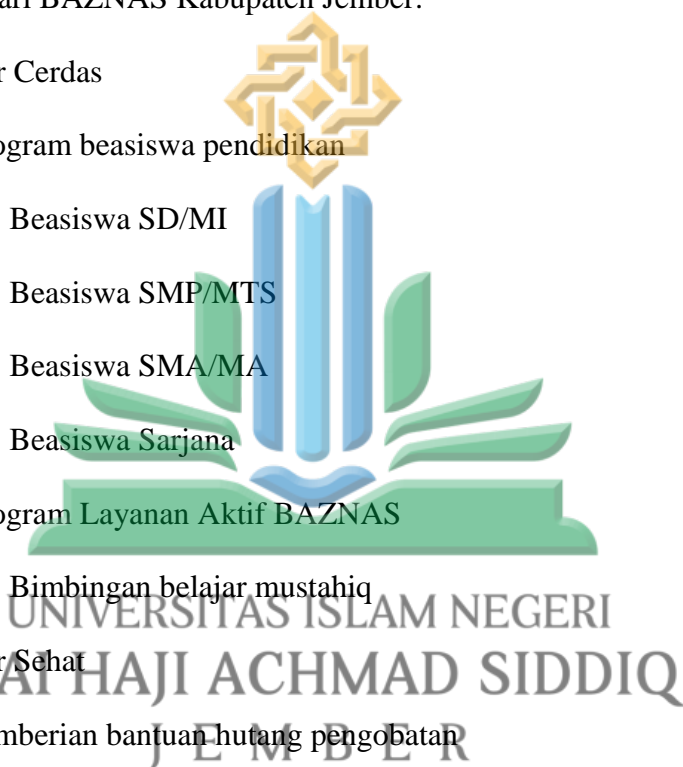 ari BAZNAS Kabupaten Jember.
r Cerdas
ogram beasiswa pendidikan
Beasiswa SD/MI
Beasiswa SMP/MTS
Beasiswa SMA/MA
Beasiswa Sarjana
ogram Layanan Aktif BAZNAS
Bimbingan belajar mustahiq
UNIVERSITAS ISLAM NEGERI
r Sehat
AI HAJI ACHMAD SIDDIQ
mberian bantuan hutang pengobatan
JEMBER